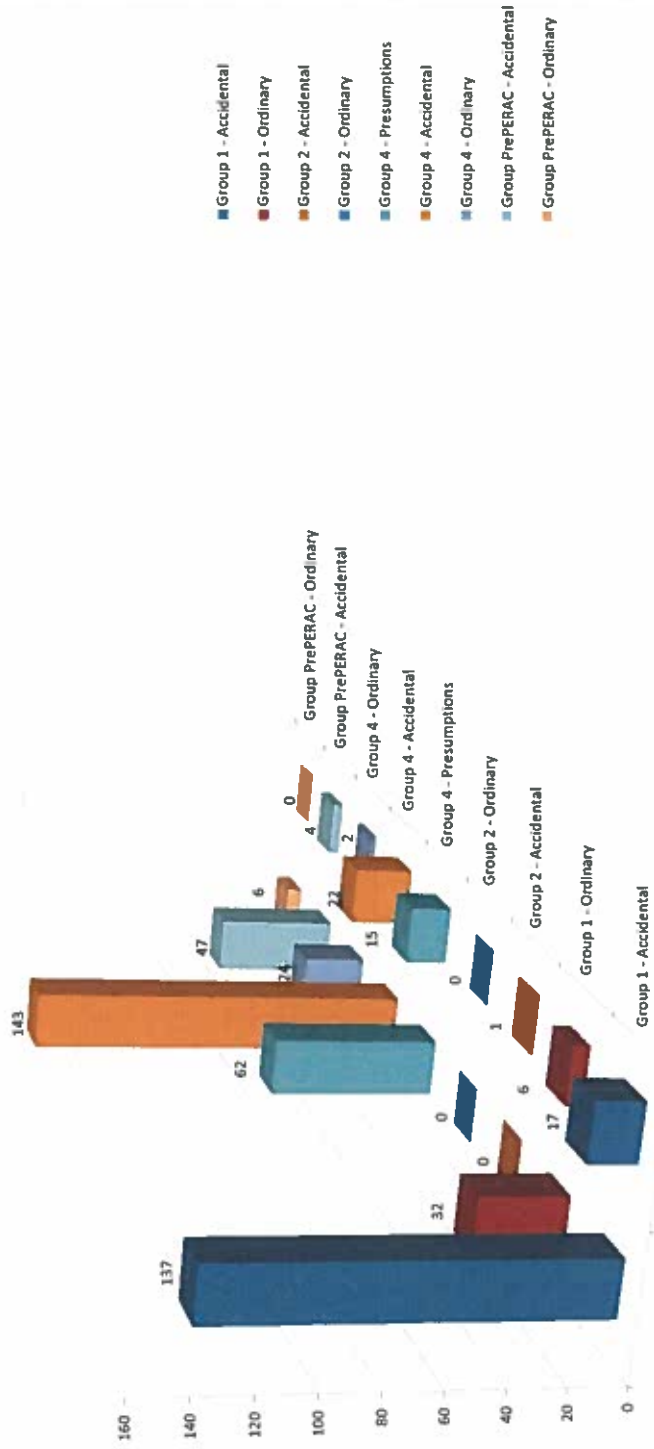 160
140
120
100
80
60
40
20
0
137
32
0
0
62
143
24
47
6
17
6
1
0
15
22
2
4
0
Group PrePERAC - Ordinary
Group PrePERAC - Accidental
Group 4 - Ordinary
Group 4 - Accidental
Group 4 - Presumptions
Group 2 - Ordinary
Group 2 - Accidental
Group 1 - Ordinary
Group 1 - Accidental
Group 1 - Accidental
Group 1 - Ordinary
Group 2 - Accidental
Group 2 - Ordinary
Group 4 - Presumptions
Group 4 - Accidental
Group 4 - Ordinary
Group PrePERAC - Accidental
Group PrePERAC - Ordinary